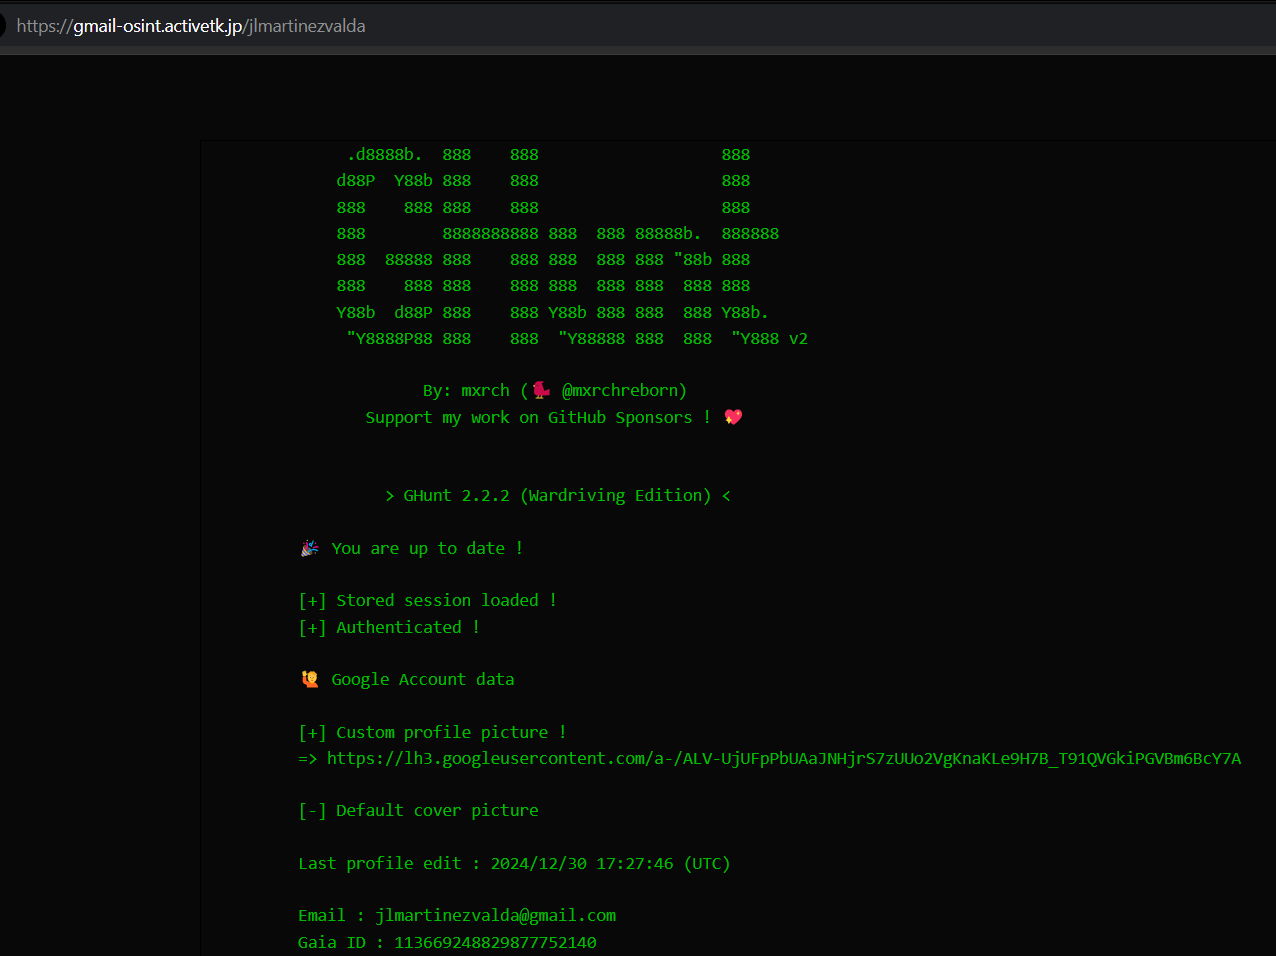 https://gmail-osint.activetk.jp/jlmartinezvalda
.d8888b.  888    888                   888
d88P  Y88b 888    888                   888
888    888 888    888                   888
888        8888888888 888  888 88888b.  888888
888  88888 888    888 888  888 888 "88b 888
888    888 888    888 888  888 888  888 888
Y88b  d88P 888    888 Y88b 888 888  888 Y88b.
"Y8888P88 888    888  "Y88888 888  888  "Y888 v2
By: mxrch (🐦 @mxrchreborn)
Support my work on GitHub Sponsors ! 💖
> GHunt 2.2.2 (Wardriving Edition) <
🎉 You are up to date !
[+] Stored session loaded !
[+] Authenticated !
🙋 Google Account data
[+] Custom profile picture !
=> https://lh3.googleusercontent.com/a-/ALV-UjUFpPbUAaJNHjrS7zUUo2VgKnaKLe9H7B_T91QVGkiPGVBm6BcY7A
[-] Default cover picture
Last profile edit : 2024/12/30 17:27:46 (UTC)
Email : jlmartinezvalda@gmail.com
Gaia ID : 113669248829877752140